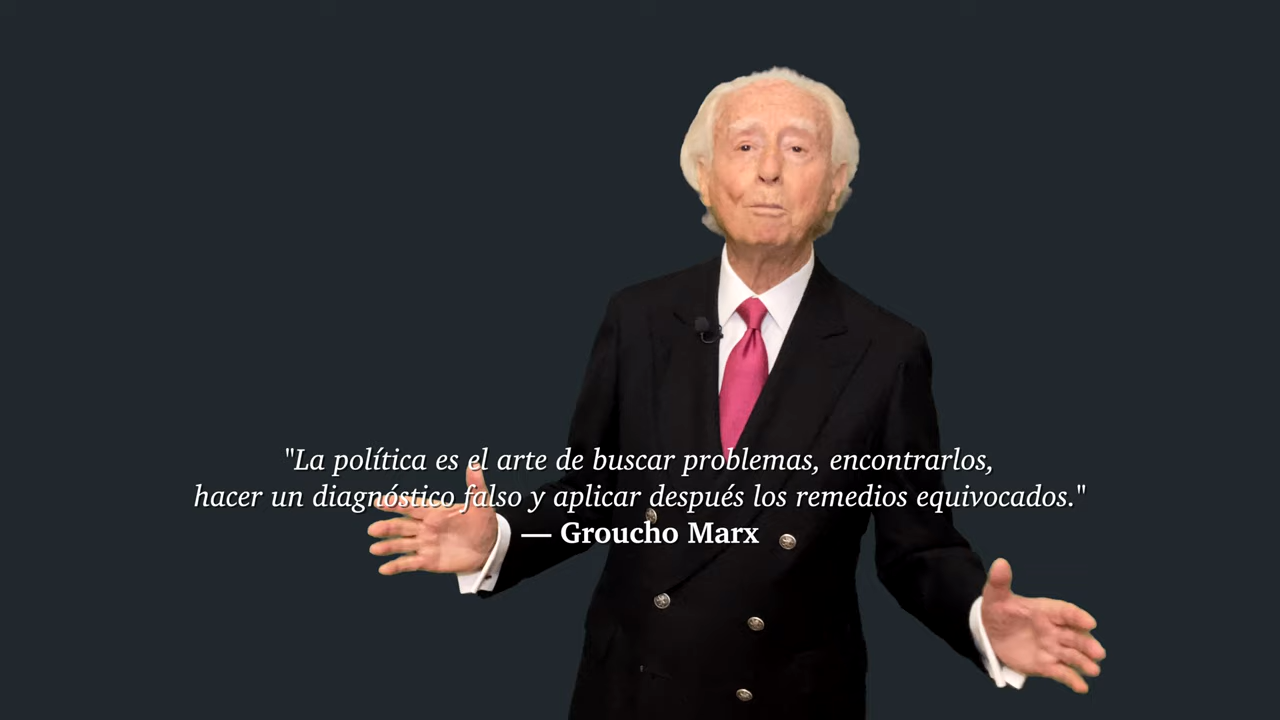 "La política es el arte de buscar problemas, encontrarlos,
hacer un diagnóstico falso y aplicar después los remedios equivocados."
— Groucho Marx